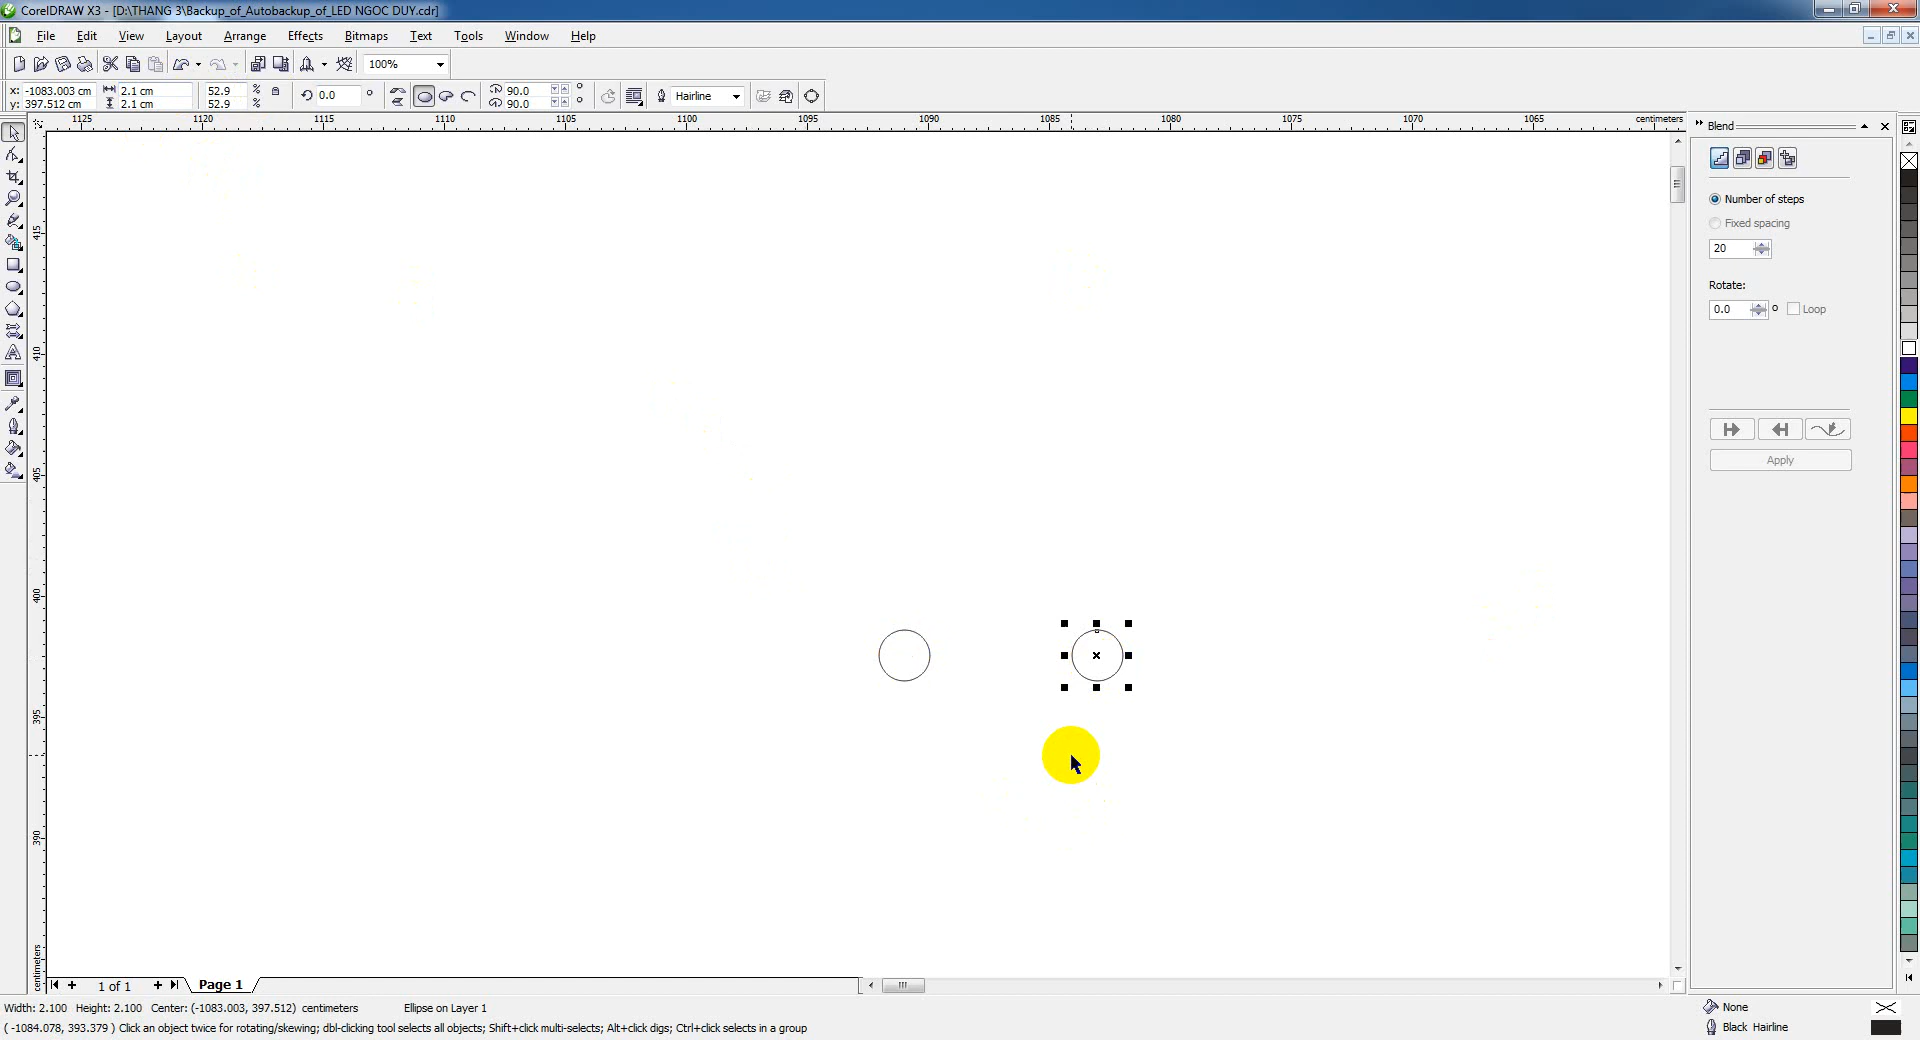 CorelDRAW X3 - [D:\THANG 3\Backup_of_Autobackup_of_LED NGOC DUY.cdr]
File Edit View Layout Arrange Effects Bitmaps Text Tools Window Help
100%
x: -1083.003 cm 2.1 cm 52.9 % 0.0 ° 90.0 ° Hairline
y: 397.512 cm 2.1 cm 52.9 % 90.0 °
1125 1120 1115 1110 1105 1100 1095 1090 1085 1080 1075 1070 1065 centimeters
Blend
Number of steps
Fixed spacing
20
Rotate:
0.0 ° Loop
Apply
415
410
405
400
395
390
centimeters
1 of 1 Page 1
Width: 2.100 Height: 2.100 Center: (-1083.003, 397.512) centimeters Ellipse on Layer 1
( -1084.078, 393.379 ) Click an object twice for rotating/skewing; dbl-clicking tool selects all objects; Shift+click multi-selects; Alt+click digs; Ctrl+click selects in a group
None
Black Hairline